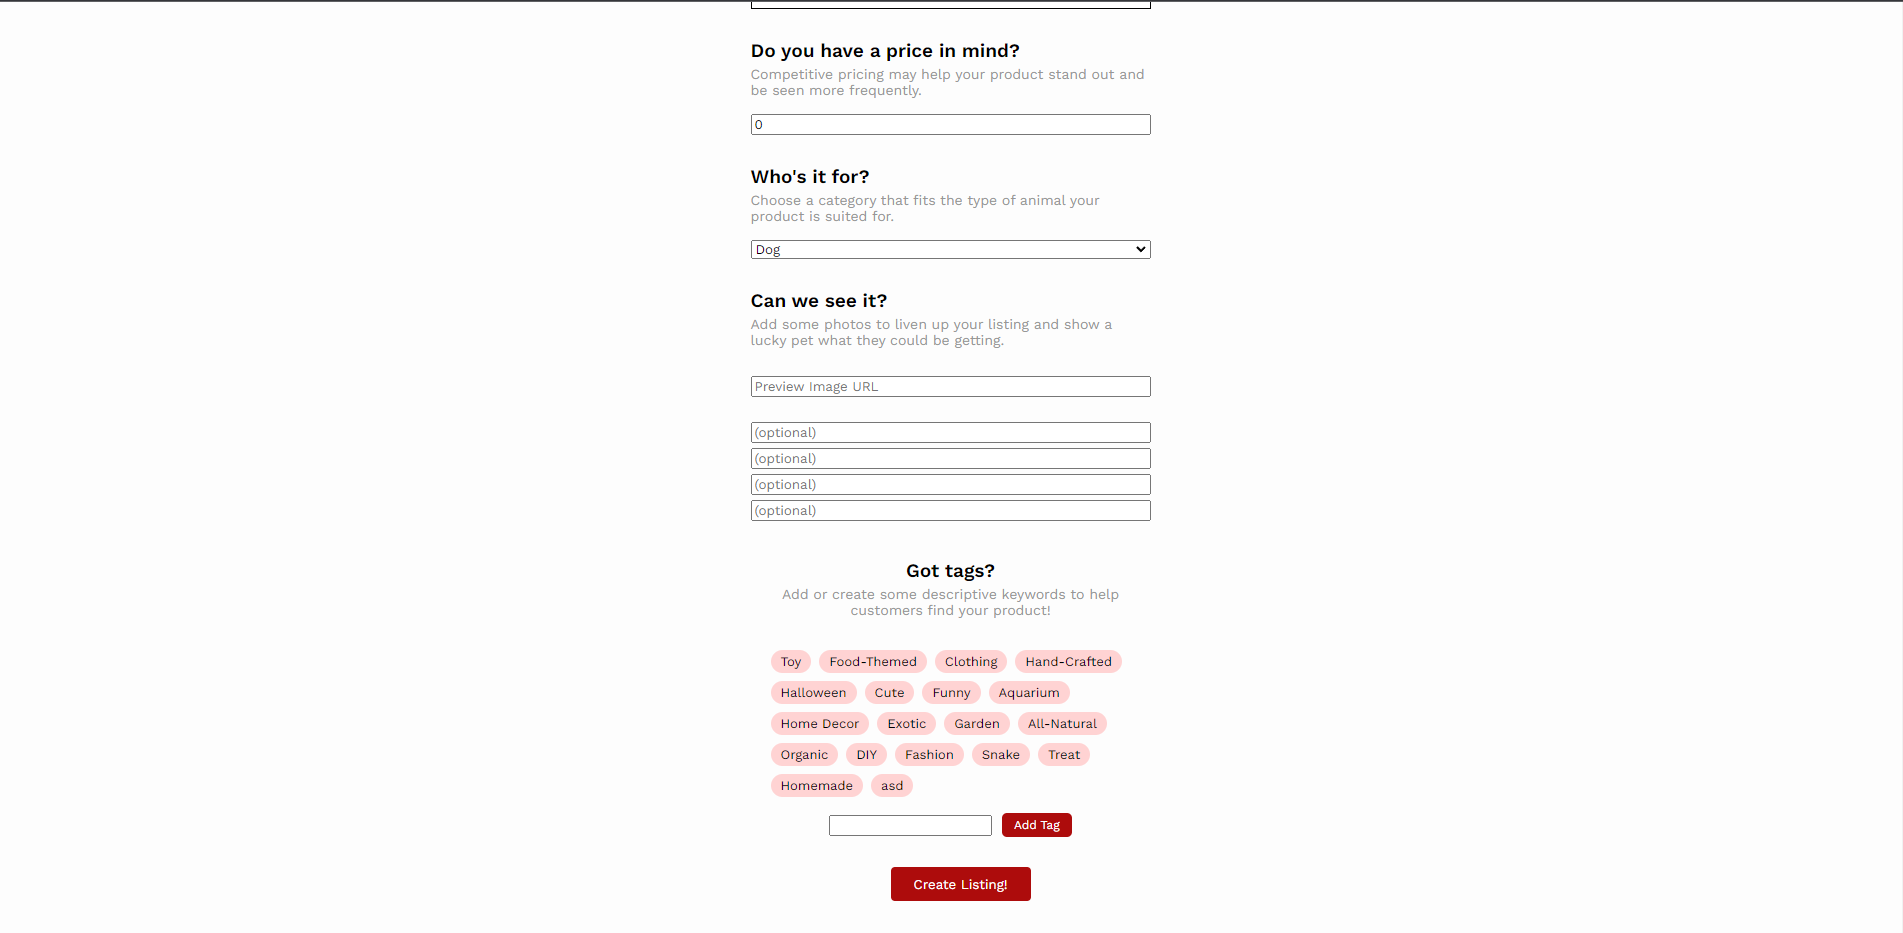 Do you have a price in mind?
Competitive pricing may help your product stand out and
be seen more frequently.
0
Who's it for?
Choose a category that fits the type of animal your
product is suited for.
Dog
Can we see it?
Add some photos to liven up your listing and show a
lucky pet what they could be getting.
Preview Image URL
(optional)
(optional)
(optional)
(optional)
Got tags?
Add or create some descriptive keywords to help
customers find your product!
Toy Food-Themed Clothing Hand-Crafted
Halloween Cute Funny Aquarium
Home Decor Exotic Garden All-Natural
Organic DIY Fashion Snake Treat
Homemade asd
Add Tag
Create Listing!